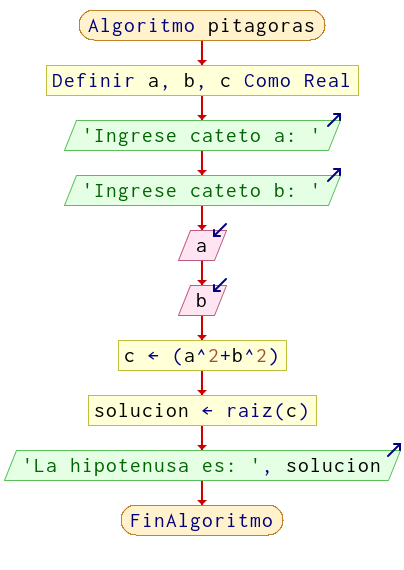 Algoritmo pitagoras
Definir a, b, c Como Real
'Ingrese cateto a: '
'Ingrese cateto b: '
a
b
c ← (a^2+b^2)
solucion ← raiz(c)
'La hipotenusa es: ', solucion
FinAlgoritmo